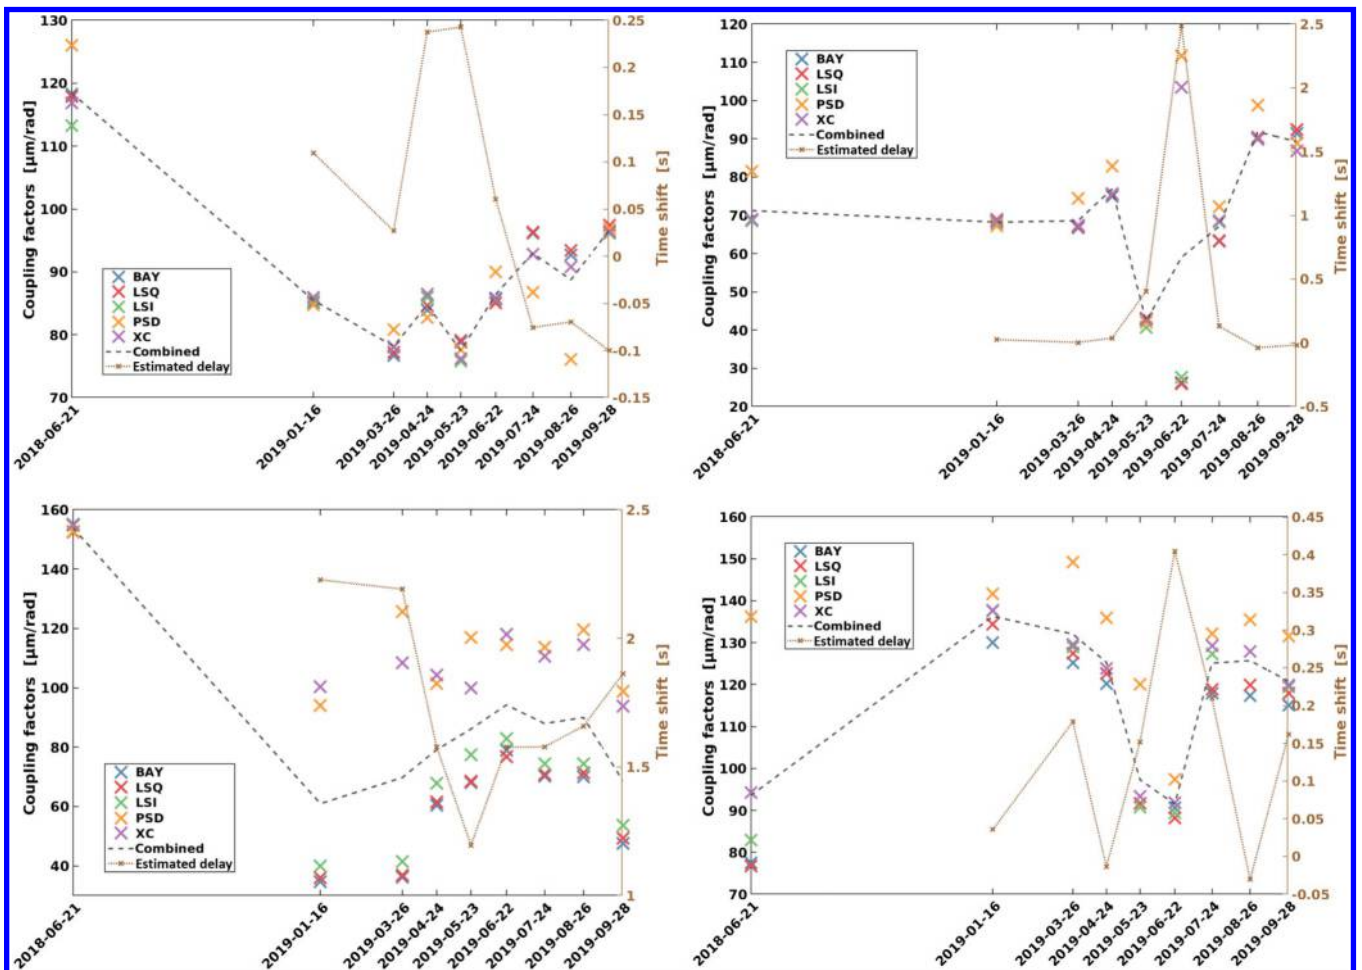 130
120
110
100
90
80
70
Coupling factors [µm/rad]
BAY
LSQ
LSI
PSD
XC
Combined
Estimated delay
0.25
0.2
0.15
0.1
0.05
0
-0.05
-0.1
-0.15
Time shift [s]
2018-06-21
2019-01-16
2019-03-26
2019-04-24
2019-05-23
2019-06-22
2019-07-24
2019-08-26
2019-09-28
120
110
100
90
80
70
60
50
40
30
20
Coupling factors [µm/rad]
BAY
LSQ
LSI
PSD
XC
Combined
Estimated delay
2.5
2
1.5
1
0.5
0
-0.5
Time shift [s]
2018-06-21
2019-01-16
2019-03-26
2019-04-24
2019-05-23
2019-06-22
2019-07-24
2019-08-26
2019-09-28
160
140
120
100
80
60
40
Coupling factors [µm/rad]
BAY
LSQ
LSI
PSD
XC
Combined
Estimated delay
2.5
2
1.5
1
Time shift [s]
2018-06-21
2019-01-16
2019-03-26
2019-04-24
2019-05-23
2019-06-22
2019-07-24
2019-08-26
2019-09-28
160
150
140
130
120
110
100
90
80
70
Coupling factors [µm/rad]
BAY
LSQ
LSI
PSD
XC
Combined
Estimated delay
0.45
0.4
0.35
0.3
0.25
0.2
0.15
0.1
0.05
0
-0.05
Time shift [s]
2018-06-21
2019-01-16
2019-03-26
2019-04-24
2019-05-23
2019-06-22
2019-07-24
2019-08-26
2019-09-28